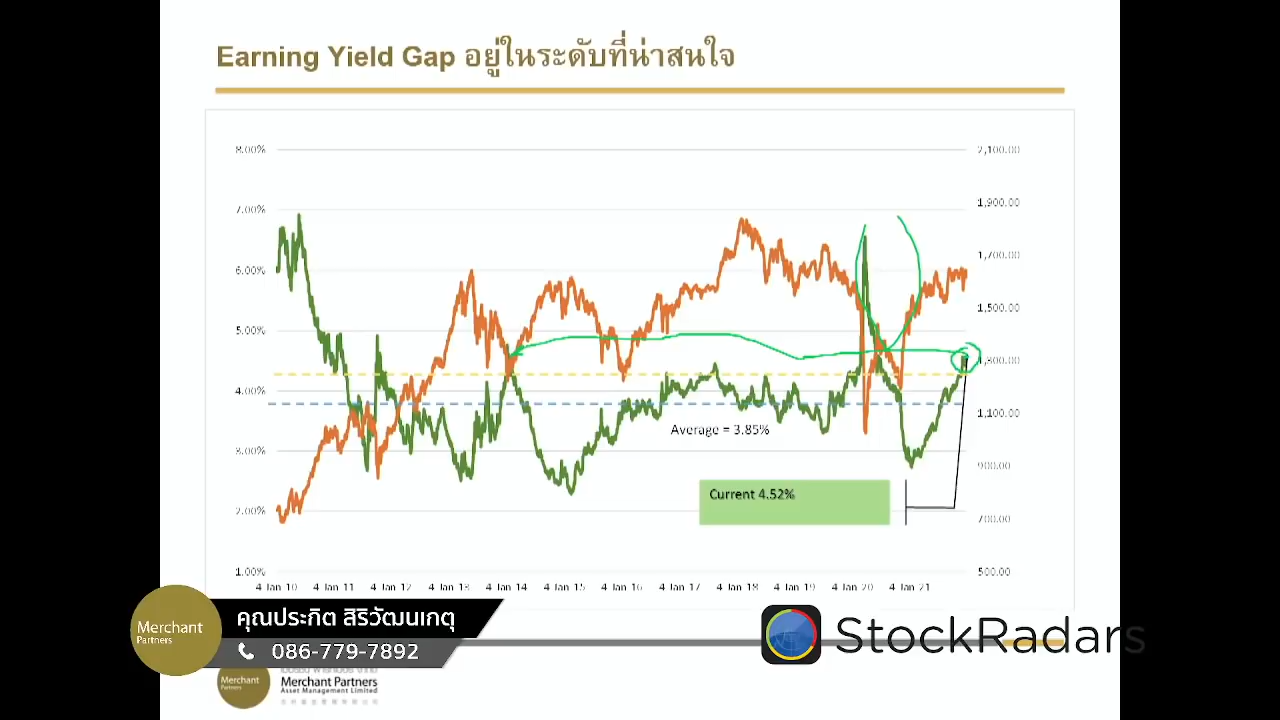 Earning Yield Gap อยู่ในระดับที่น่าสนใจ
8.00%
7.00%
6.00%
5.00%
4.00%
3.00%
2.00%
1.00%
2,100.00
1,900.00
1,700.00
1,500.00
1,300.00
1,100.00
900.00
700.00
500.00
Average = 3.85%
Current 4.52%
4 Jan 10 4 Jan 11 4 Jan 12 4 Jan 13 4 Jan 14 4 Jan 15 4 Jan 16 4 Jan 17 4 Jan 18 4 Jan 19 4 Jan 20 4 Jan 21
Merchant
Partners
คุณประกิต สิริวัฒนเกตุ
086-779-7892
StockRadars
Merchant
Partners
Merchant Partners
Asset Management Limited